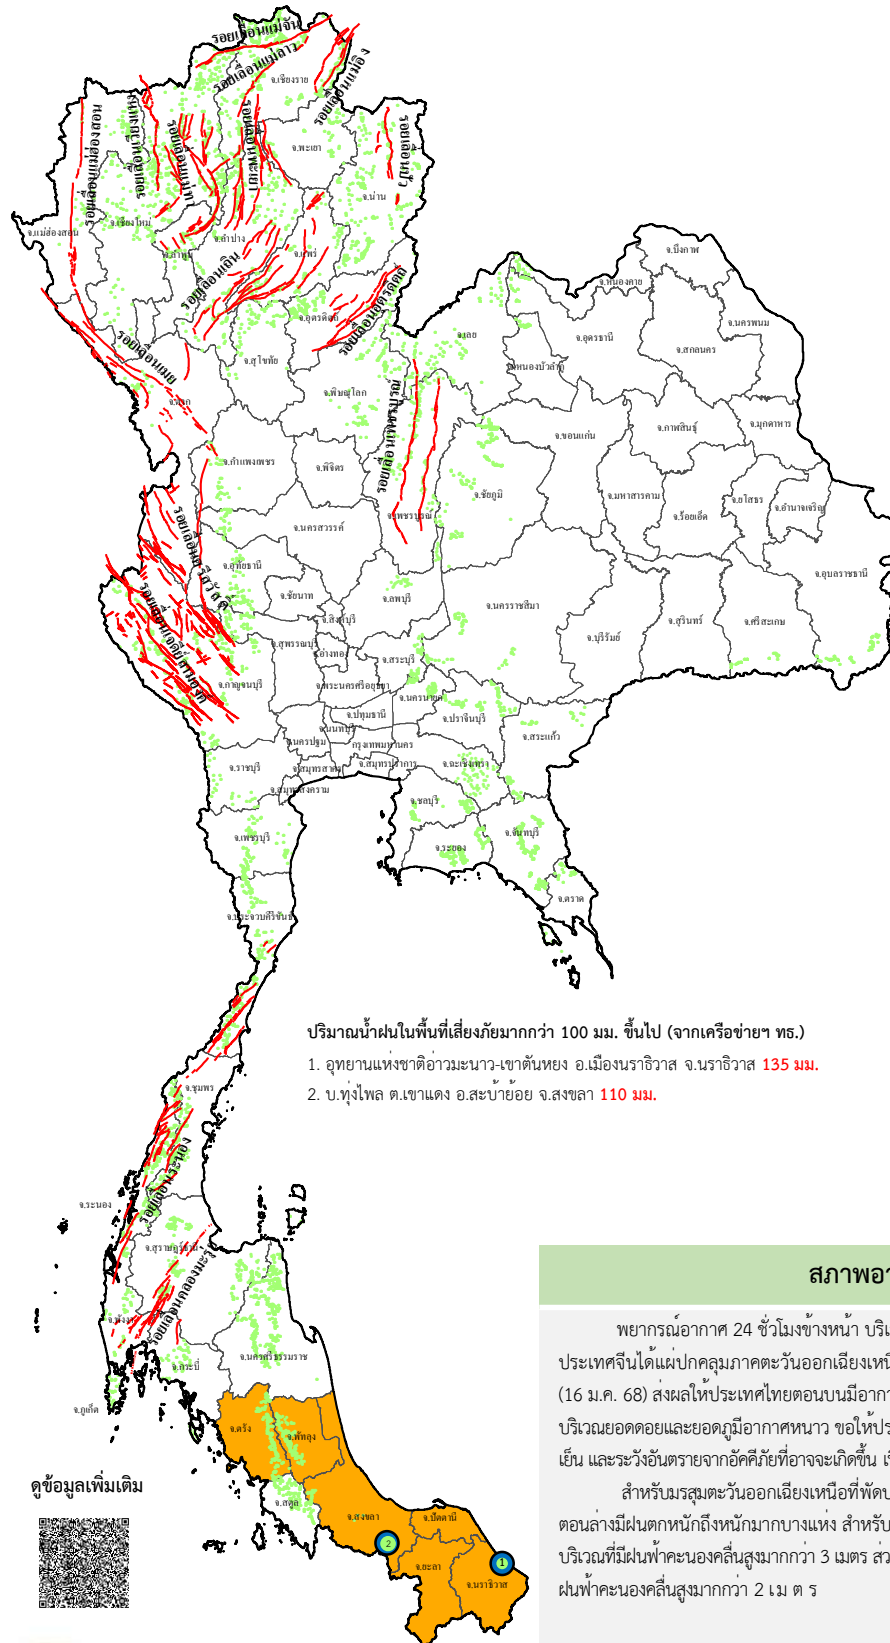 รอยเลื่อนแม่จัน
รอยเลื่อนแม่ลาว
รอยเลื่อนแม่อิง
จ.เชียงราย
รอยเลื่อนพะเยา
จ.พะเยา
รอยเลื่อนปัว
รอยเลื่อนแม่ทา
จ.น่าน
จ.เชียงใหม่
จ.แม่ฮ่องสอน
จ.ลำปาง
จ.แพร่
รอยเลื่อนเถิน
จ.อุตรดิตถ์
รอยเลื่อนอุตรดิตถ์
รอยเลื่อนเมย
จ.สุโขทัย
จ.พิษณุโลก
จ.เลย
จ.บึงกาฬ
จ.หนองคาย
จ.อุดรธานี
จ.นครพนม
จ.สกลนคร
จ.หนองบัวลำภู
รอยเลื่อนเพชรบูรณ์
จ.ขอนแก่น
จ.กาฬสินธุ์
จ.มุกดาหาร
จ.กำแพงเพชร
จ.พิจิตร
จ.เพชรบูรณ์
จ.ชัยภูมิ
จ.มหาสารคาม
จ.ร้อยเอ็ด
จ.ยโสธร
จ.อำนาจเจริญ
จ.นครสวรรค์
รอยเลื่อนศรีสวัสดิ์
จ.อุทัยธานี
จ.ชัยนาท
จ.ลพบุรี
จ.นครราชสีมา
จ.บุรีรัมย์
จ.สุรินทร์
จ.ศรีสะเกษ
จ.อุบลราชธานี
รอยเลื่อนเจดีย์สามองค์
จ.สิงห์บุรี
จ.สุพรรณบุรี
จ.อ่างทอง
จ.สระบุรี
จ.กาญจนบุรี
จ.พระนครศรีอยุธยา
จ.นครนายก
จ.ปทุมธานี
จ.ปราจีนบุรี
จ.นนทบุรี
จ.สระแก้ว
จ.นครปฐม
กรุงเทพมหานคร
จ.ราชบุรี
จ.สมุทรสาคร
จ.สมุทรปราการ
จ.ฉะเชิงเทรา
จ.สมุทรสงคราม
จ.ชลบุรี
จ.เพชรบุรี
จ.ระยอง
จ.จันทบุรี
จ.ตราด
จ.ประจวบคีรีขันธ์
ปริมาณน้ำฝนในพื้นที่เสี่ยงภัยมากกว่า 100 มม. ขึ้นไป (จากเครือข่ายฯ ทธ.)
1. อุทยานแห่งชาติอ่าวมะนาว-เขาตันหยง อ.เมืองนราธิวาส จ.นราธิวาส 135 มม.
2. บ.ทุ่งไพล ต.เขาแดง อ.สะบ้าย้อย จ.สงขลา 110 มม.
จ.ชุมพร
รอยเลื่อนระนอง
จ.ระนอง
จ.สุราษฎร์ธานี
รอยเลื่อนคลองมะรุ่ย
จ.พังงา
จ.กระบี่
จ.นครศรีธรรมราช
จ.ภูเก็ต
จ.ตรัง
จ.พัทลุง
จ.สตูล
จ.สงขลา
จ.ปัตตานี
จ.ยะลา
จ.นราธิวาส
2
1
ดูข้อมูลเพิ่มเติม
สภาพอา
พยากรณ์อากาศ 24 ชั่วโมงข้างหน้า บริเ
ประเทศจีนได้แผ่ปกคลุมภาคตะวันออกเฉียงเหนื
(16 ม.ค. 68) ส่งผลให้ประเทศไทยตอนบนมีอากา
บริเวณยอดดอยและยอดภูมีอากาศหนาว ขอให้ประ
เย็น และระวังอันตรายจากอัคคีภัยที่อาจจะเกิดขึ้น เ
สำหรับมรสุมตะวันออกเฉียงเหนือที่พัดป
ตอนล่างมีฝนตกหนักถึงหนักมากบางแห่ง สำหรับ
บริเวณที่มีฝนฟ้าคะนองคลื่นสูงมากกว่า 3 เมตร ส่ว
ฝนฟ้าคะนองคลื่นสูงมากกว่า 2 เ ม ต ร